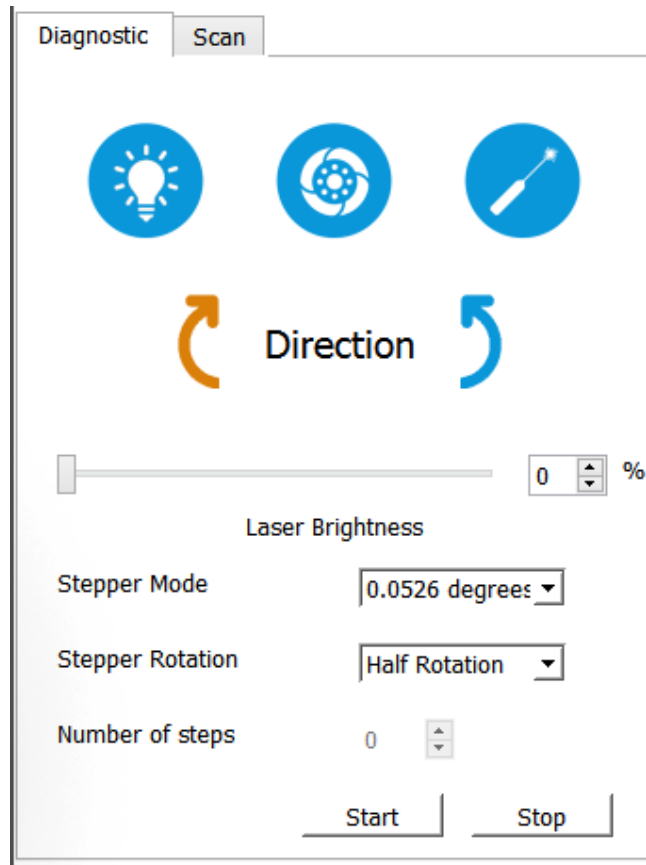 Diagnostic Scan
Direction
0 %
Laser Brightness
Stepper Mode 0.0526 degrees
Stepper Rotation Half Rotation
Number of steps 0
Start Stop